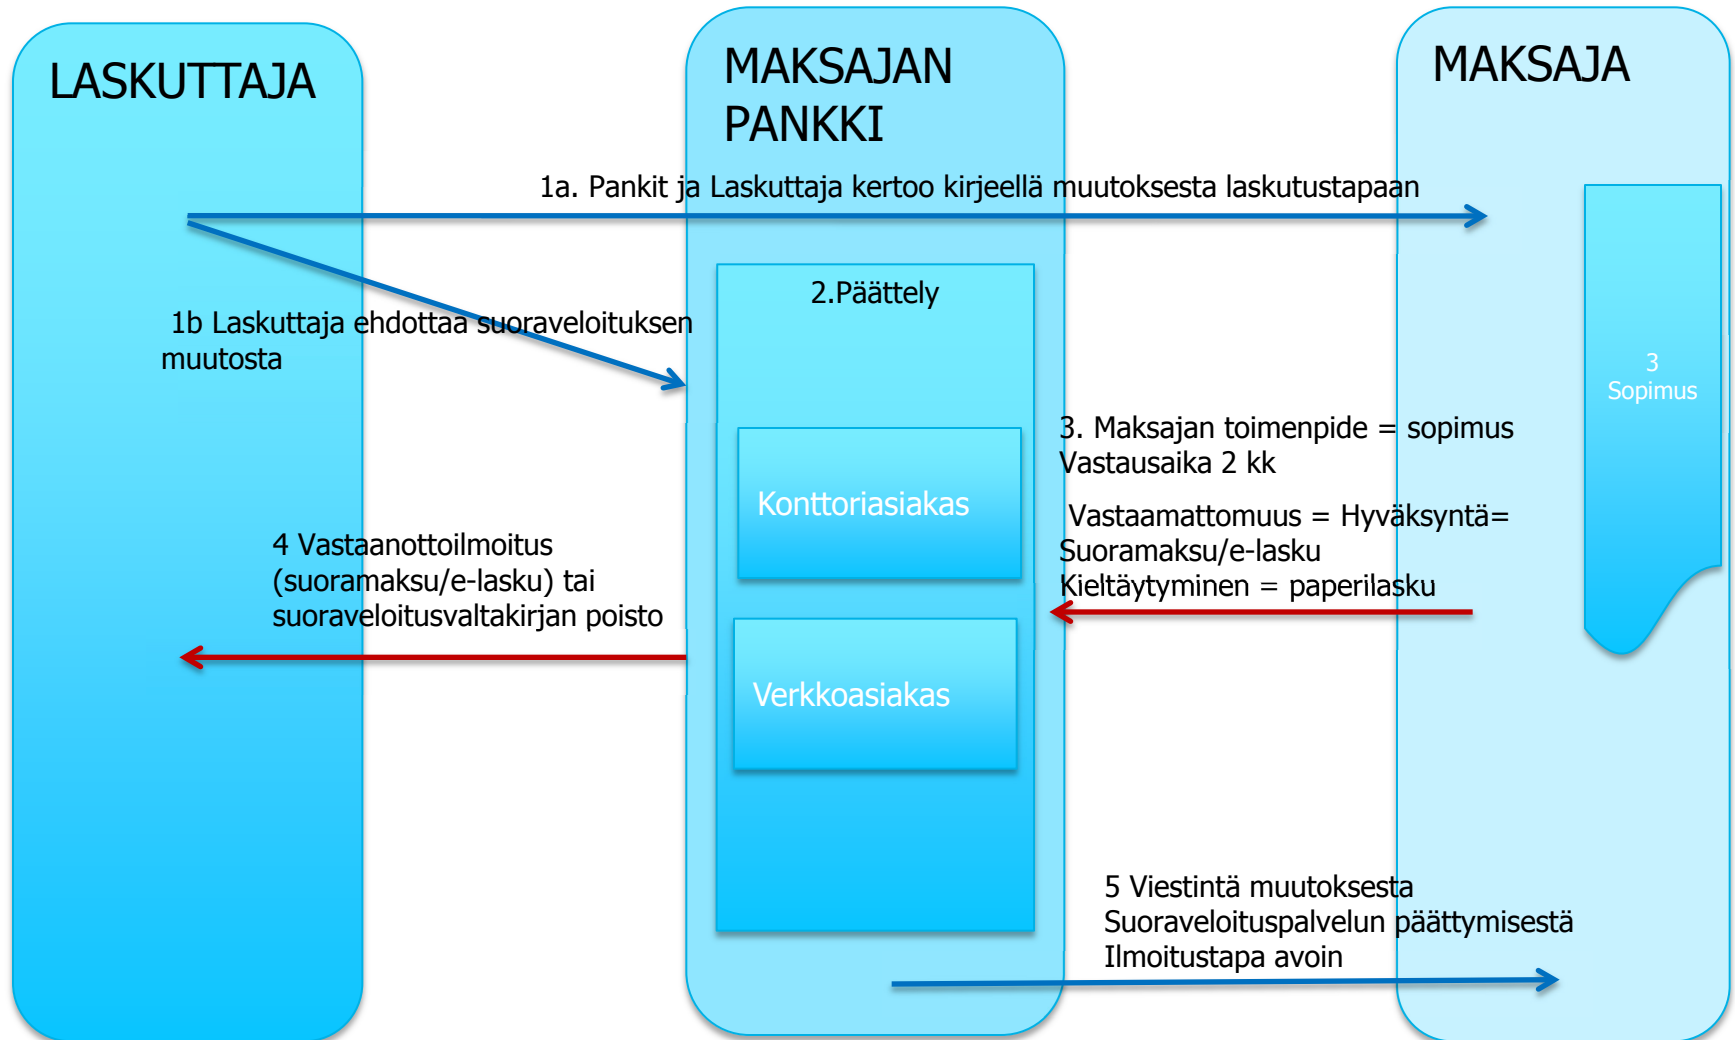 LASKUTTAJA
MAKSAJAN
PANKKI
MAKSAJA
1a. Pankit ja Laskuttaja kertoo kirjeellä muutoksesta laskutustapaan
2.Päättely
1b Laskuttaja ehdottaa suoraveloituksen
muutosta
3
Sopimus
3. Maksajan toimenpide = sopimus
Vastausaika 2 kk
Vastaamattomuus = Hyväksyntä=
Suoramaksu/e-lasku
Kieltäytyminen = paperilasku
Konttoriasiakas
4 Vastaanottoilmoitus
(suoramaksu/e-lasku) tai
suoraveloitusvaltakirjan poisto
Verkkoasiakas
5 Viestintä muutoksesta
Suoraveloituspalvelun päättymisestä
Ilmoitustapa avoin